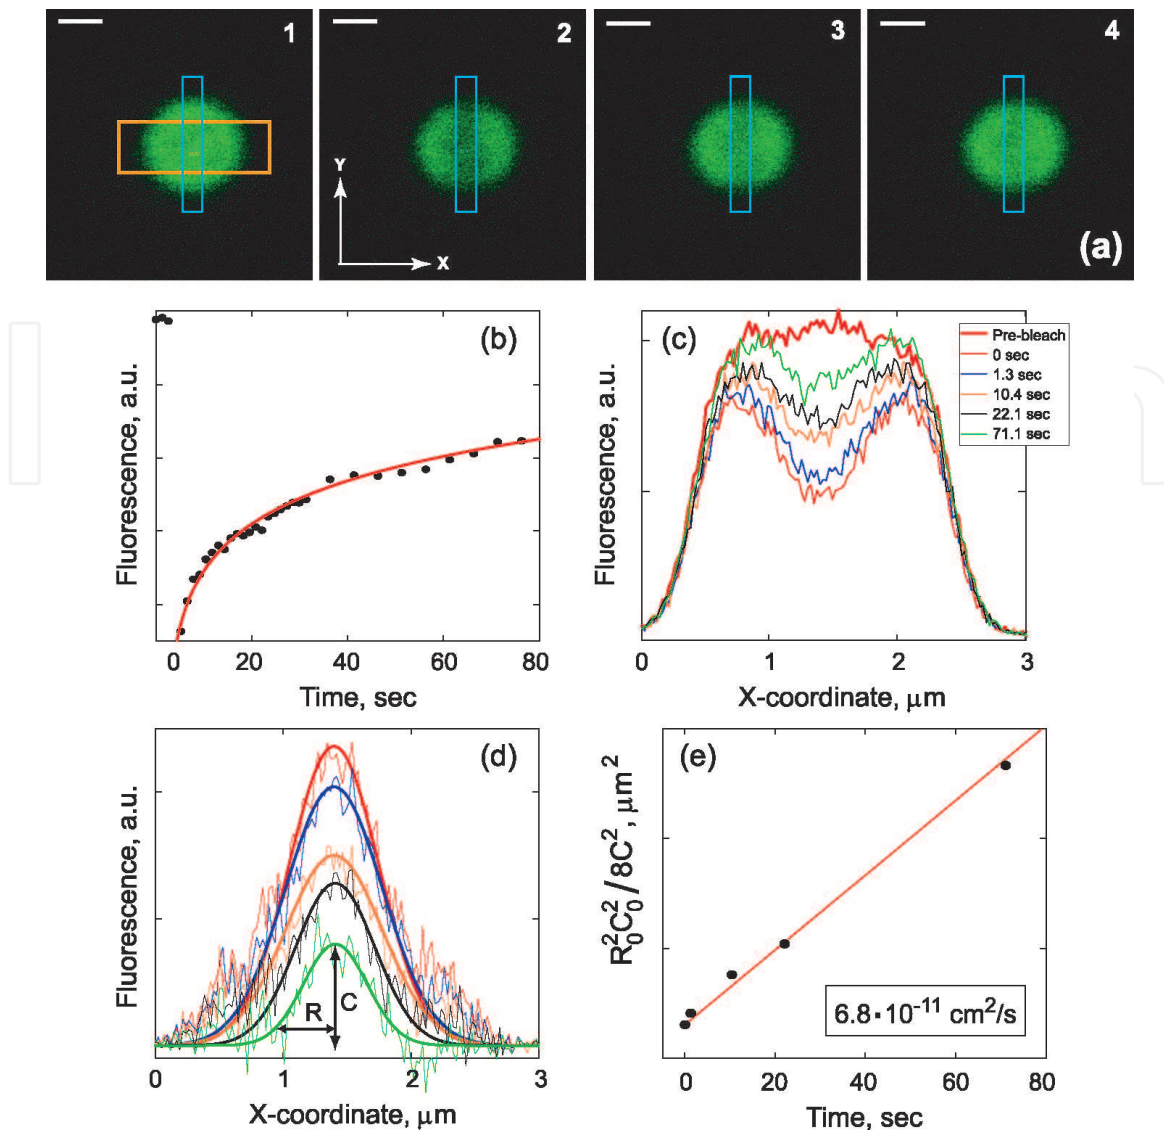 1
2
3
4
Y
X
(a)
(b)
Fluorescence, a.u.
0 20 40 60 80
Time, sec
(c)
Pre-bleach
0 sec
1.3 sec
10.4 sec
22.1 sec
71.1 sec
Fluorescence, a.u.
0 1 2 3
X-coordinate, μm
(d)
Fluorescence, a.u.
R
C
0 1 2 3
X-coordinate, μm
(e)
R₀²C₀²/8C², μm²
6.8·10⁻¹¹ cm²/s
0 20 40 60 80
Time, sec